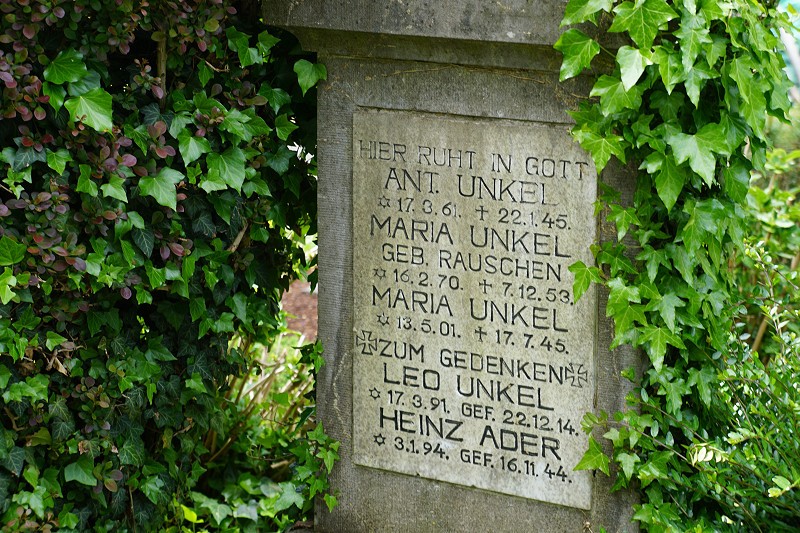 HIER RUHT IN GOTT
ANT. UNKEL
✡ 17.3.61. ✝ 22.1.45.
MARIA UNKEL
GEB. RAUSCHEN
✡ 16.2.70. ✝ 7.12.53.
MARIA UNKEL
✡ 13.5.01. ✝ 17.7.45.
ZUM GEDENKEN
LEO UNKEL
✡ 17.3.91. GEF. 22.12.14.
HEINZ ADER
✡ 3.1.94. GEF. 16.11.44.